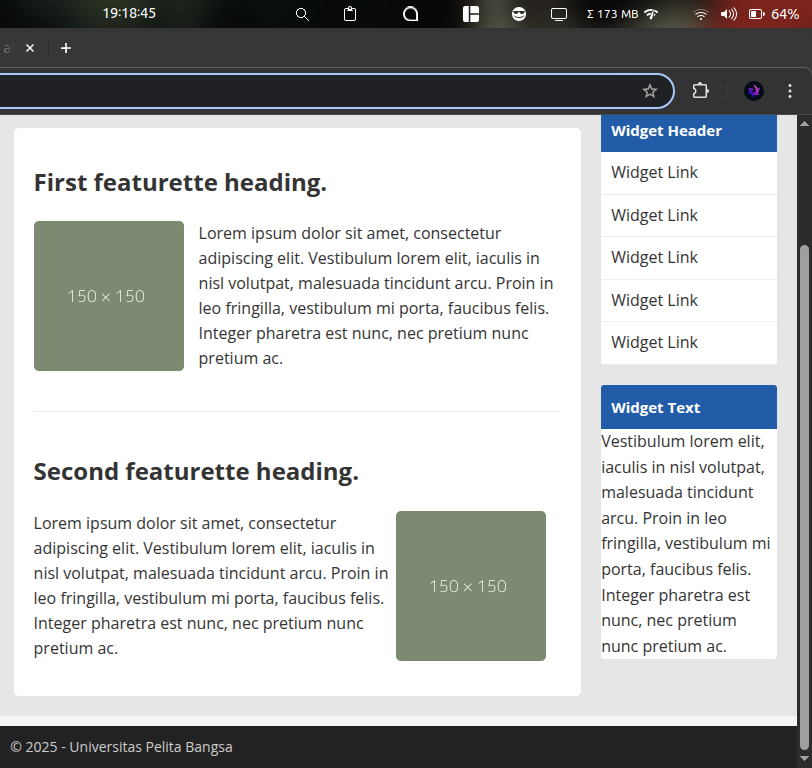 19:18:45
Σ 173 MB
64%
First featurette heading.
150 × 150
Lorem ipsum dolor sit amet, consectetur
adipiscing elit. Vestibulum lorem elit, iaculis in
nisl volutpat, malesuada tincidunt arcu. Proin in
leo fringilla, vestibulum mi porta, faucibus felis.
Integer pharetra est nunc, nec pretium nunc
pretium ac.
Second featurette heading.
Lorem ipsum dolor sit amet, consectetur
adipiscing elit. Vestibulum lorem elit, iaculis in
nisl volutpat, malesuada tincidunt arcu. Proin in
leo fringilla, vestibulum mi porta, faucibus felis.
Integer pharetra est nunc, nec pretium nunc
pretium ac.
150 × 150
Widget Header
Widget Link
Widget Link
Widget Link
Widget Link
Widget Link
Widget Text
Vestibulum lorem elit,
iaculis in nisl volutpat,
malesuada tincidunt
arcu. Proin in leo
fringilla, vestibulum mi
porta, faucibus felis.
Integer pharetra est
nunc, nec pretium
nunc pretium ac.
© 2025 - Universitas Pelita Bangsa